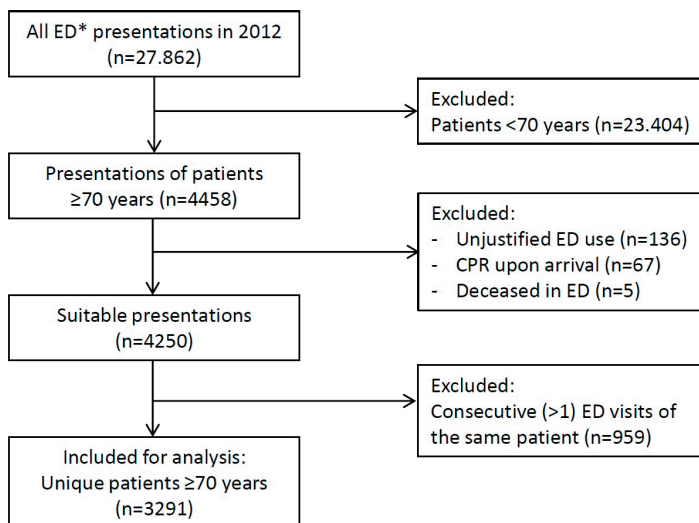 All ED* presentations in 2012
(n=27.862)
Excluded:
Patients <70 years (n=23.404)
Presentations of patients
≥70 years (n=4458)
Excluded:
- Unjustified ED use (n=136)
- CPR upon arrival (n=67)
- Deceased in ED (n=5)
Suitable presentations
(n=4250)
Excluded:
Consecutive (>1) ED visits of
the same patient (n=959)
Included for analysis:
Unique patients ≥70 years
(n=3291)